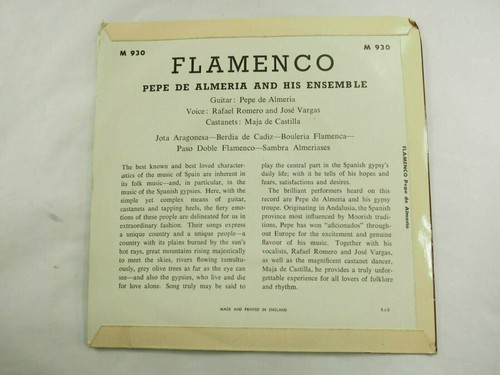 M 930
M 930
FLAMENCO
PEPE DE ALMERIA AND HIS ENSEMBLE
Guitar: Pepe de Almeria
Voice: Rafael Romero and José Vargas
Castanets: Maja de Castilla
Jota Aragonesa—Berdia de Cadiz—Bouleria Flamenca—
Paso Doble Flamenco—Sambra Almeriases
The best known and best loved character-
istics of the music of Spain are inherent in
its folk music—and, in particular, in the
music of the Spanish gypsies. Here, with the
simple yet complex means of guitar,
castanets and tapping heels, the fiery emo-
tions of these people are delineated for us in
extraordinary fashion. Their songs express
a unique country and a unique people—a
country with its plains burned by the sun's
hot rays, great mountains rising majestically
to meet the skies, rivers flowing tumultu-
ously, grey olive trees as far as the eye can
see—and also the gypsies, who live and die
for love alone. Song truly may be said to
play the central part in the Spanish gypsy's
daily life; with it he tells of his hopes and
fears, satisfactions and desires.
The brilliant performers heard on this
record are Pepe de Almeria and his gypsy
troupe. Originating in Andalusia, the Spanish
province most influenced by Moorish tradi-
tions, Pepe has won "aficionados" through-
out Europe for the excitement and genuine
flavour of his music. Together with his
vocalists, Rafael Romero and José Vargas,
as well as the magnificent castanet dancer,
Maja de Castilla, he provides a truly unfor-
gettable experience for all lovers of folklore
and rhythm.
FLAMENCO Pepe de Almeria
MADE AND PRINTED IN ENGLAND